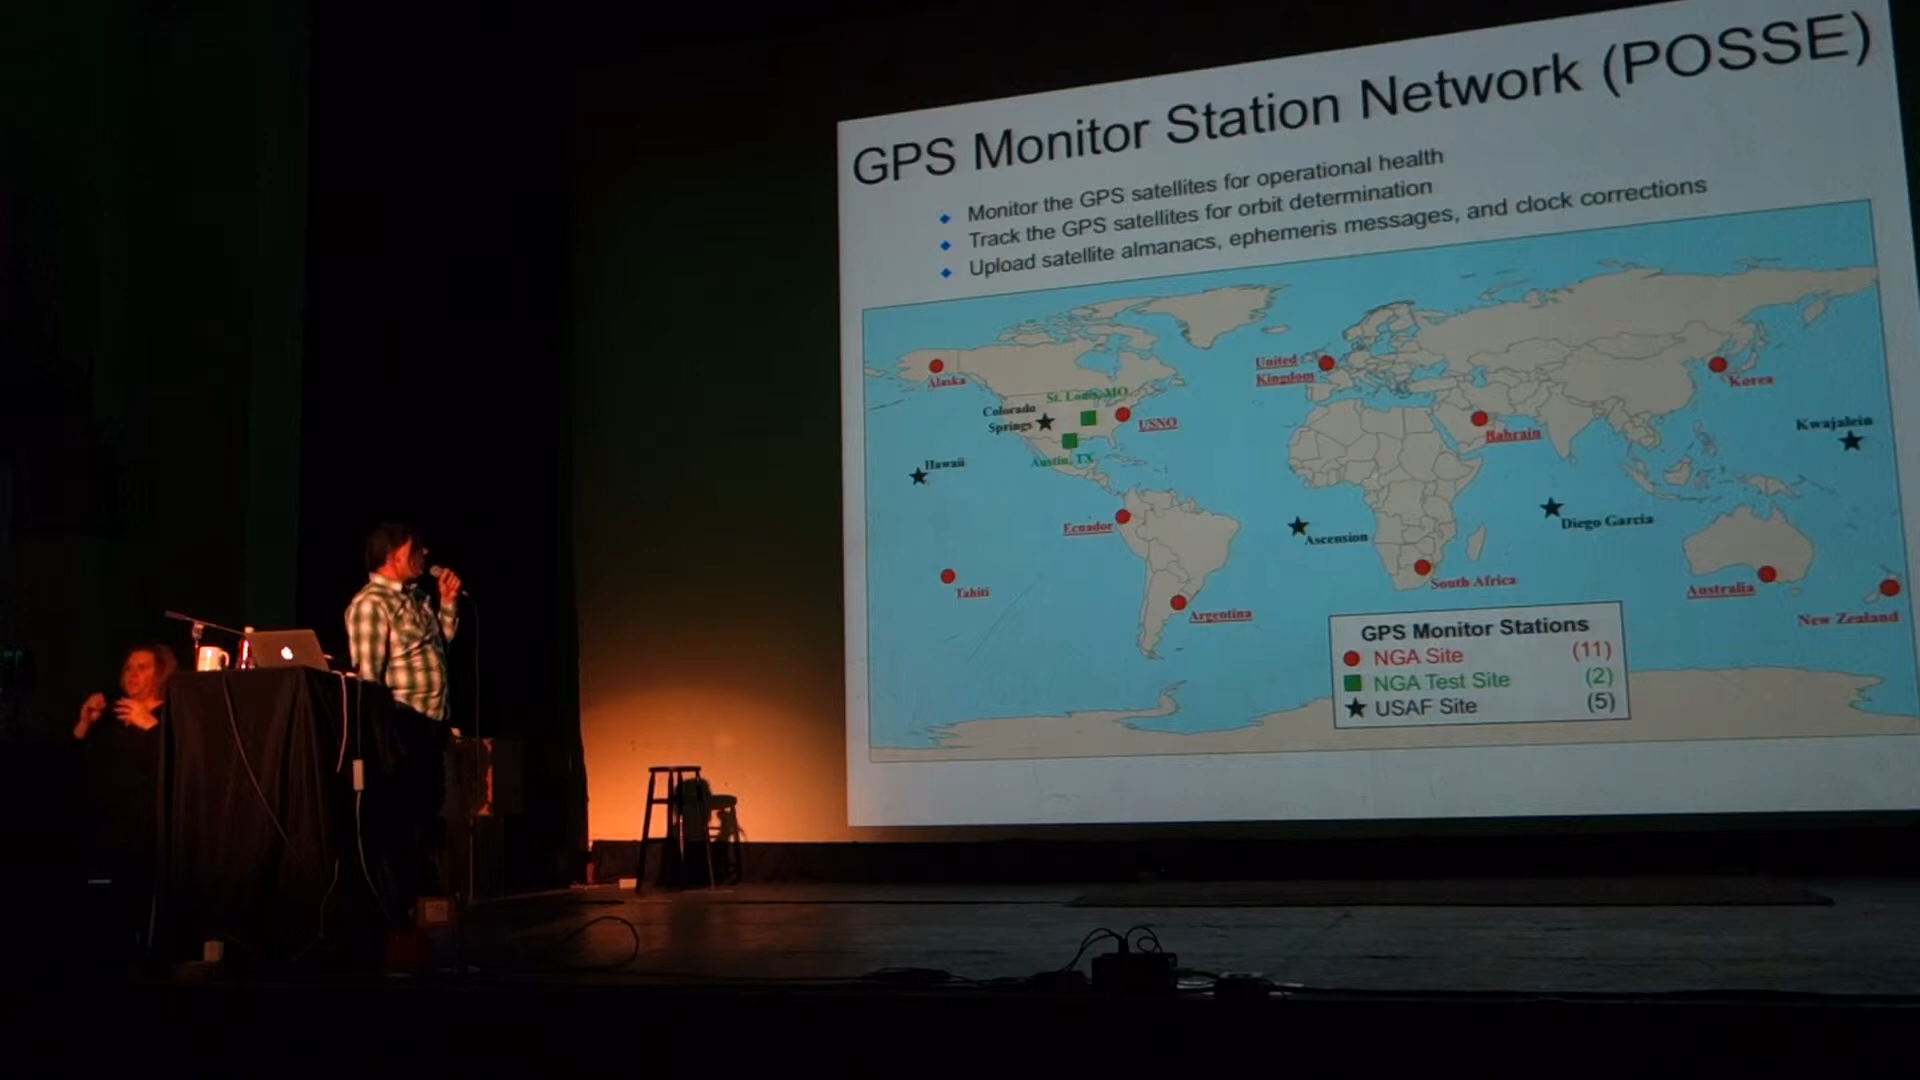 GPS Monitor Station Network (POSSE)
Monitor the GPS satellites for operational health
Track the GPS satellites for orbit determination
Upload satellite almanacs, ephemeris messages, and clock corrections
Alaska
United
Kingdom
Korea
St. Louis, MO
Colorado
Springs
USNO
Bahrain
Kwajalein
Austin, TX
Hawaii
Ecuador
Ascension
Diego Garcia
Tahiti
South Africa
Australia
Argentina
New Zealand
GPS Monitor Stations
NGA Site (11)
NGA Test Site (2)
USAF Site (5)